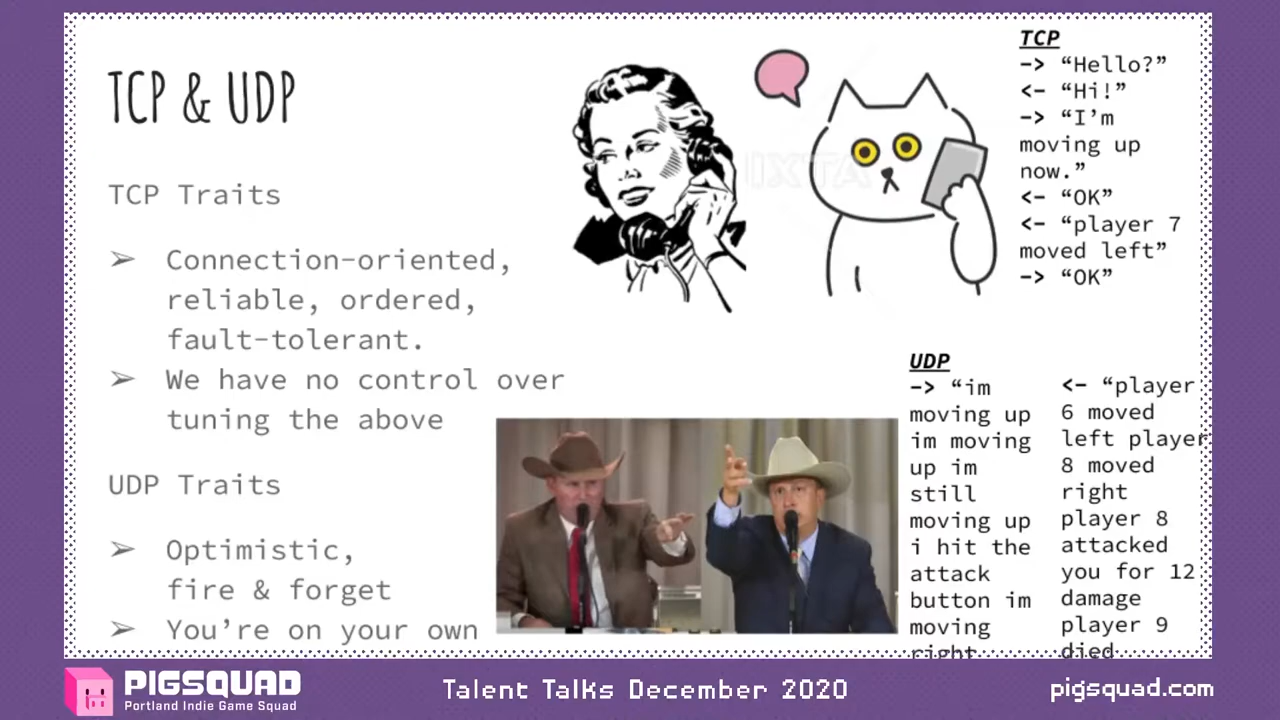 TCP & UDP
TCP Traits
➢ Connection-oriented,
reliable, ordered,
fault-tolerant.
➢ We have no control over
tuning the above
UDP Traits
➢ Optimistic,
fire & forget
➢ You're on your own
IXTA
TCP
-> “Hello?”
<- “Hi!”
-> “I’m
moving up
now.”
<- “OK”
<- “player 7
moved left”
-> “OK”
UDP
-> “im
moving up
im moving
up im
still
moving up
i hit the
attack
button im
moving
right
<- “player
6 moved
left player
8 moved
right
player 8
attacked
you for 12
damage
player 9
died
PIGSQUAD
Portland Indie Game Squad
Talent Talks December 2020
pigsquad.com